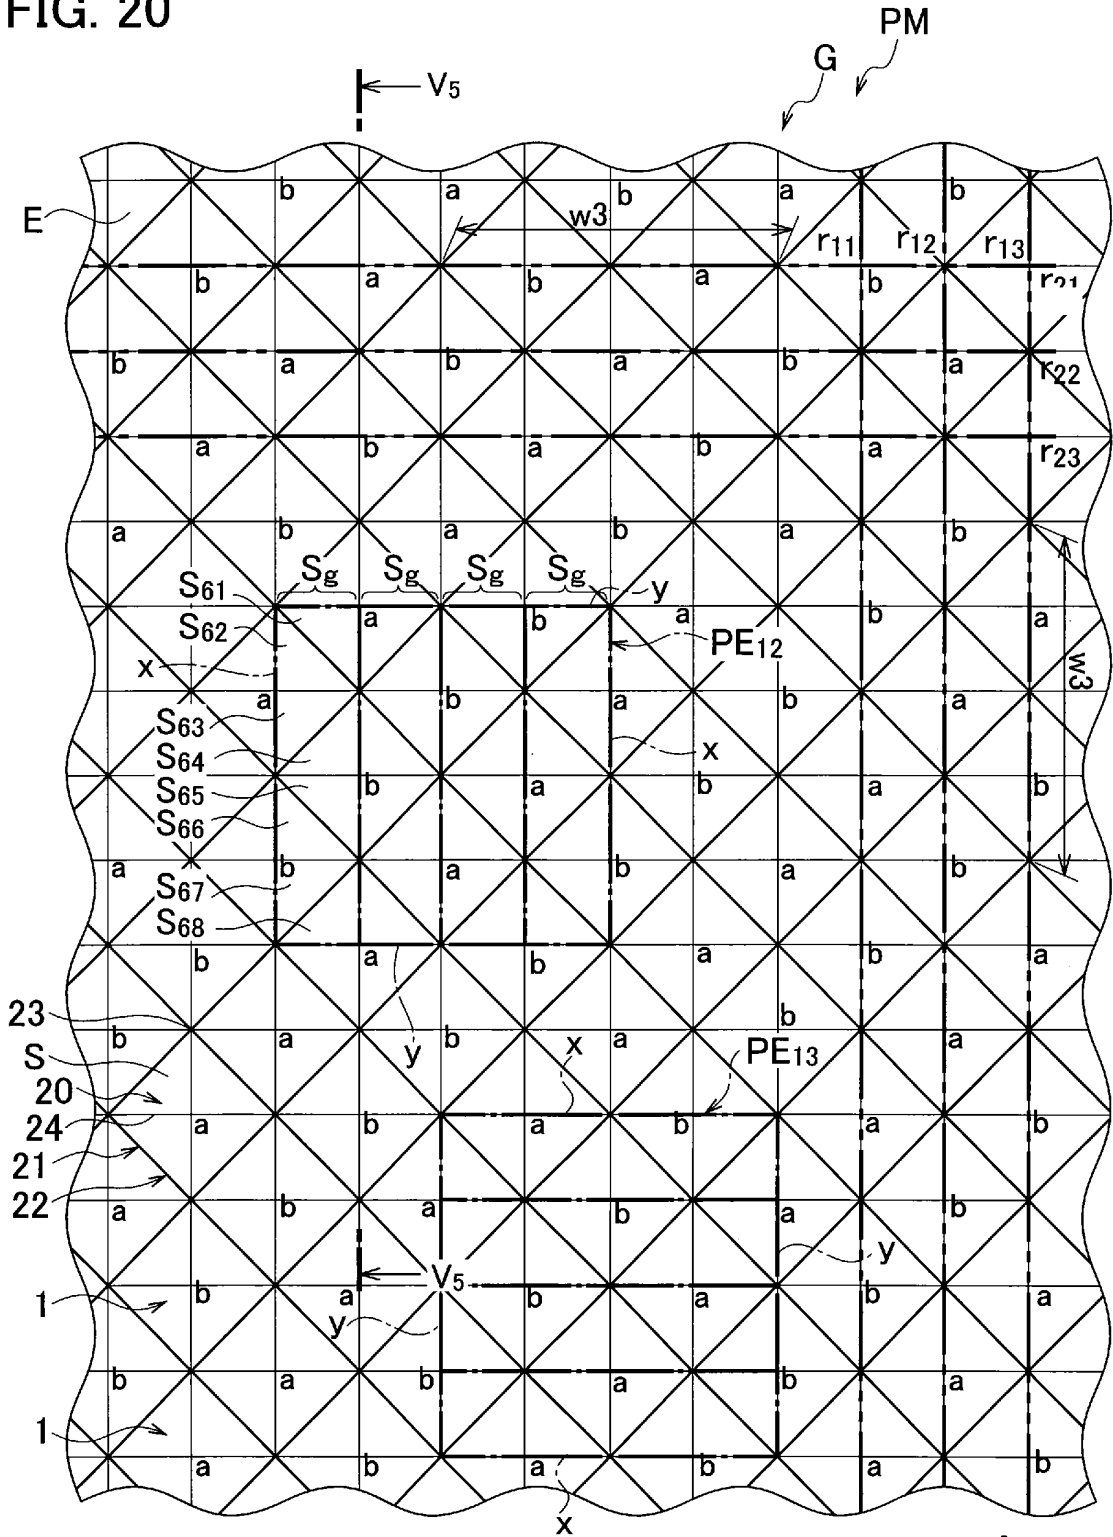 FIG. 20
PM
G
V5
b a b a b
E
w3
r11 r12 r13
b a b a b
r21
b a b a b a
r22
a b a b a
r23
a b a b a b
Sg Sg Sg Sg
S61 y
a b a b a
S62 PE12
x
a b a b a w3
S63
x
S64
b a b a b
S65
S66
a b a b a b
S67
S68
b a b a b a
b
23
b a b a a
y x PE13
S
20
24
a b a b a b
21
22
a b a b a b
y
V5
1
b a b a b a
y
b a b a b a
1
a b a b a b
x